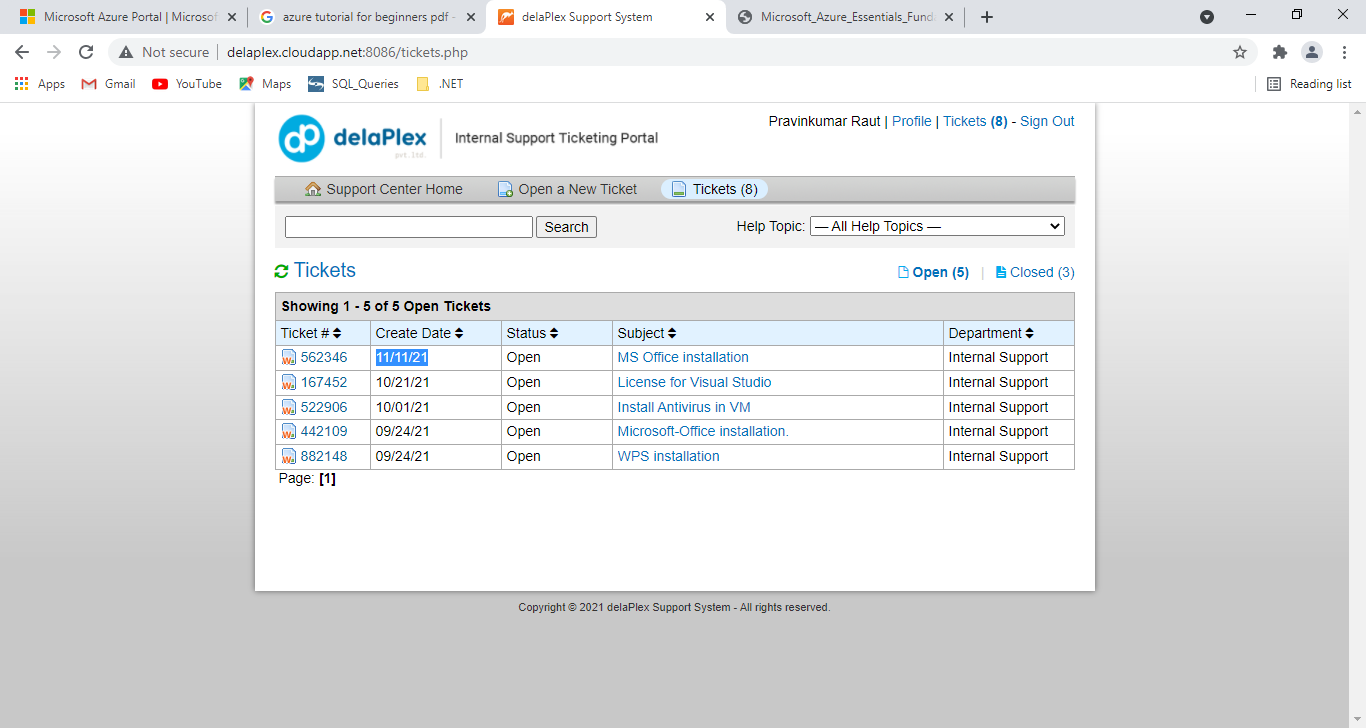 Microsoft Azure Portal | Microsof
azure tutorial for beginners pdf -
delaPlex Support System
Microsoft_Azure_Essentials_Fund
Not secure
delaplex.cloudapp.net:8086/tickets.php
Apps
Gmail
YouTube
Maps
SQL_Queries
.NET
Reading list
dp delaPlex
pvt. ltd.
Internal Support Ticketing Portal
Pravinkumar Raut | Profile | Tickets (8) - Sign Out
Support Center Home
Open a New Ticket
Tickets (8)
Search
Help Topic: — All Help Topics —
Tickets
Open (5) | Closed (3)
Showing 1 - 5 of 5 Open Tickets
Ticket # Create Date Status Subject Department
562346 11/11/21 Open MS Office installation Internal Support
167452 10/21/21 Open License for Visual Studio Internal Support
522906 10/01/21 Open Install Antivirus in VM Internal Support
442109 09/24/21 Open Microsoft-Office installation. Internal Support
882148 09/24/21 Open WPS installation Internal Support
Page: [1]
Copyright © 2021 delaPlex Support System - All rights reserved.